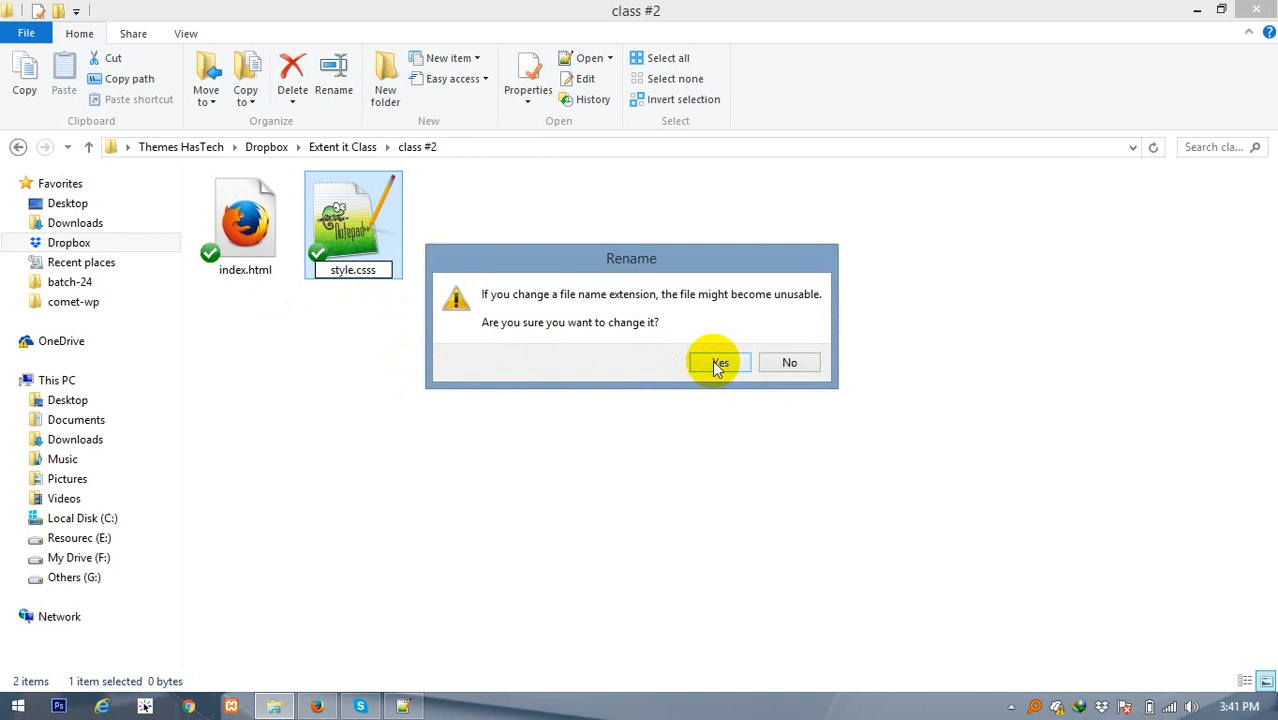 class #2
File
Home
Share
View
Copy
Paste
Cut
Copy path
Paste shortcut
Clipboard
Move to
Copy to
Delete
Rename
Organize
New folder
New item
Easy access
New
Properties
Open
Edit
History
Open
Select all
Select none
Invert selection
Select
Themes HasTech
Dropbox
Extent it Class
class #2
Search cla...
Favorites
Desktop
Downloads
Dropbox
Recent places
batch-24
comet-wp
OneDrive
This PC
Desktop
Documents
Downloads
Music
Pictures
Videos
Local Disk (C:)
Resourec (E:)
My Drive (F:)
Others (G:)
Network
index.html
Notepad++
style.csss
Rename
If you change a file name extension, the file might become unusable.
Are you sure you want to change it?
Yes
No
2 items
1 item selected 0 bytes
Ps
3:41 PM